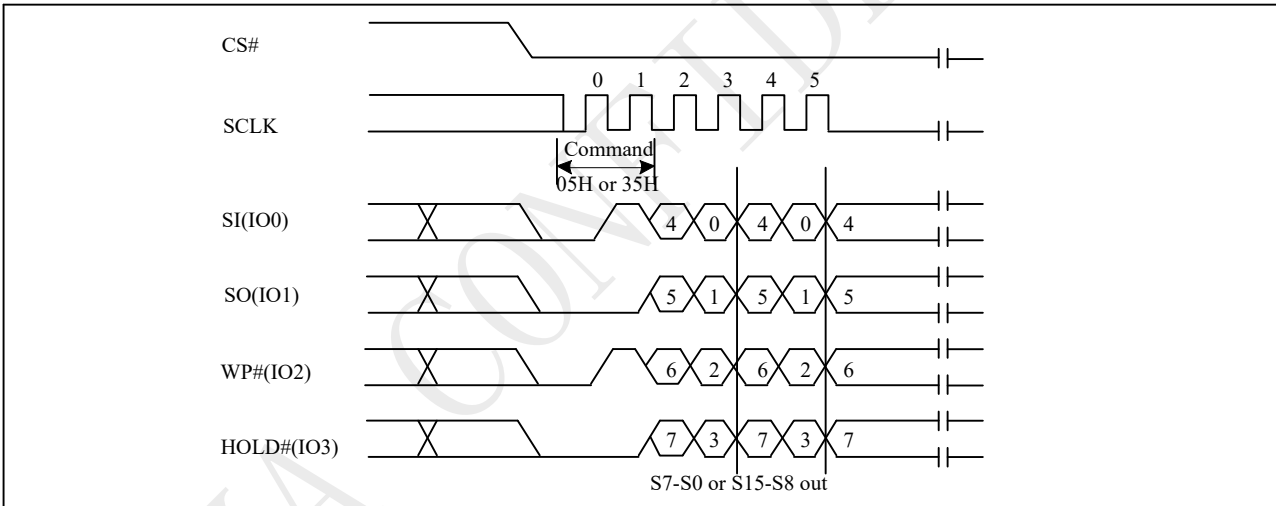 CS#
0 1 2 3 4 5
SCLK
Command
05H or 35H
SI(IO0) 4 0 4 0 4
SO(IO1) 5 1 5 1 5
WP#(IO2) 6 2 6 2 6
HOLD#(IO3) 7 3 7 3 7
S7-S0 or S15-S8 out